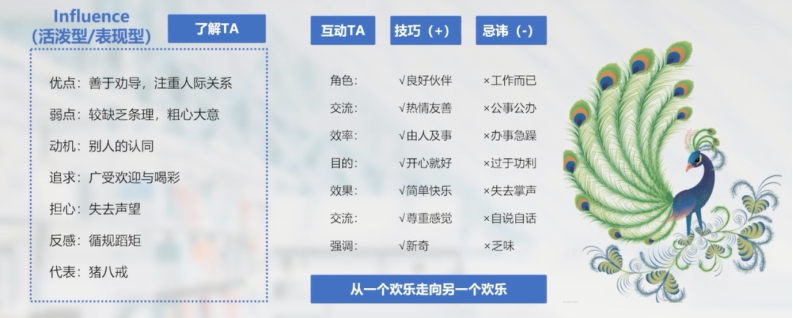 Influence
(活泼型/表现型)
了解TA
优点：善于劝导，注重人际关系
弱点：较缺乏条理，粗心大意
动机：别人的认同
追求：广受欢迎与喝彩
担心：失去声望
反感：循规蹈矩
代表：猪八戒
互动TA 技巧（+） 忌讳（-）
角色： √良好伙伴 ×工作而已
交流： √热情友善 ×公事公办
效率： √由人及事 ×办事急躁
目的： √开心就好 ×过于功利
效果： √简单快乐 ×失去掌声
交流： √尊重感觉 ×自说自话
强调： √新奇 ×乏味
从一个欢乐走向另一个欢乐